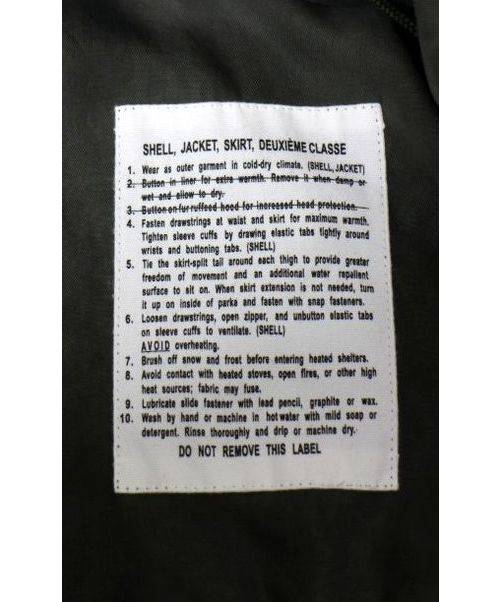 SHELL, JACKET, SKIRT, DEUXIÈME CLASSE
1. Wear as outer garment in cold-dry climate. (SHELL, JACKET)
2. Button in liner for extra warmth. Remove it when damp or
wet and allow to dry.
3. Button on fur ruffeed hood for increased head protection.
4. Fasten drawstrings at waist and skirt for maximum warmth.
Tighten sleeve cuffs by drawing elastic tabs tightly around
wrists and buttoning tabs. (SHELL)
5. Tie the skirt-split tail around each thigh to provide greater
freedom of movement and an additional water repellent
surface to sit on. When skirt extension is not needed, turn
it up on inside of parka and fasten with snap fasteners.
6. Loosen drawstrings, open zipper, and unbutton elastic tabs
on sleeve cuffs to ventilate. (SHELL)
AVOID overheating.
7. Brush off snow and frost before entering heated shelters.
8. Avoid contact with heated stoves, open fires, or other high
heat sources; fabric may fuse.
9. Lubricate slide fastener with lead pencil, graphite or wax.
10. Wash by hand or machine in hot water with mild soap or
detergent. Rinse thoroughly and drip or machine dry.
DO NOT REMOVE THIS LABEL